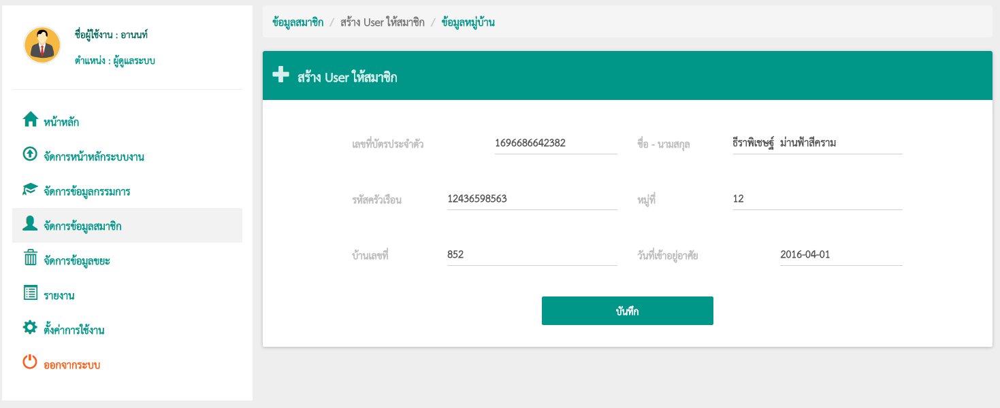 ชื่อผู้ใช้งาน : อานนท์
ตำแหน่ง : ผู้ดูแลระบบ
หน้าหลัก
จัดการหน้าหลักระบบงาน
จัดการข้อมูลกรรมการ
จัดการข้อมูลสมาชิก
จัดการข้อมูลขยะ
รายงาน
ตั้งค่าการใช้งาน
ออกจากระบบ
ข้อมูลสมาชิก / สร้าง User ให้สมาชิก / ข้อมูลหมู่บ้าน
สร้าง User ให้สมาชิก
เลขที่บัตรประจำตัว 1696686642382 ชื่อ - นามสกุล ธีราพิเชษฐ์ ม่านฟ้าสีคราม
รหัสครัวเรือน 12436598563 หมู่ที่ 12
บ้านเลขที่ 852 วันที่เข้าอยู่อาศัย 2016-04-01
บันทึก